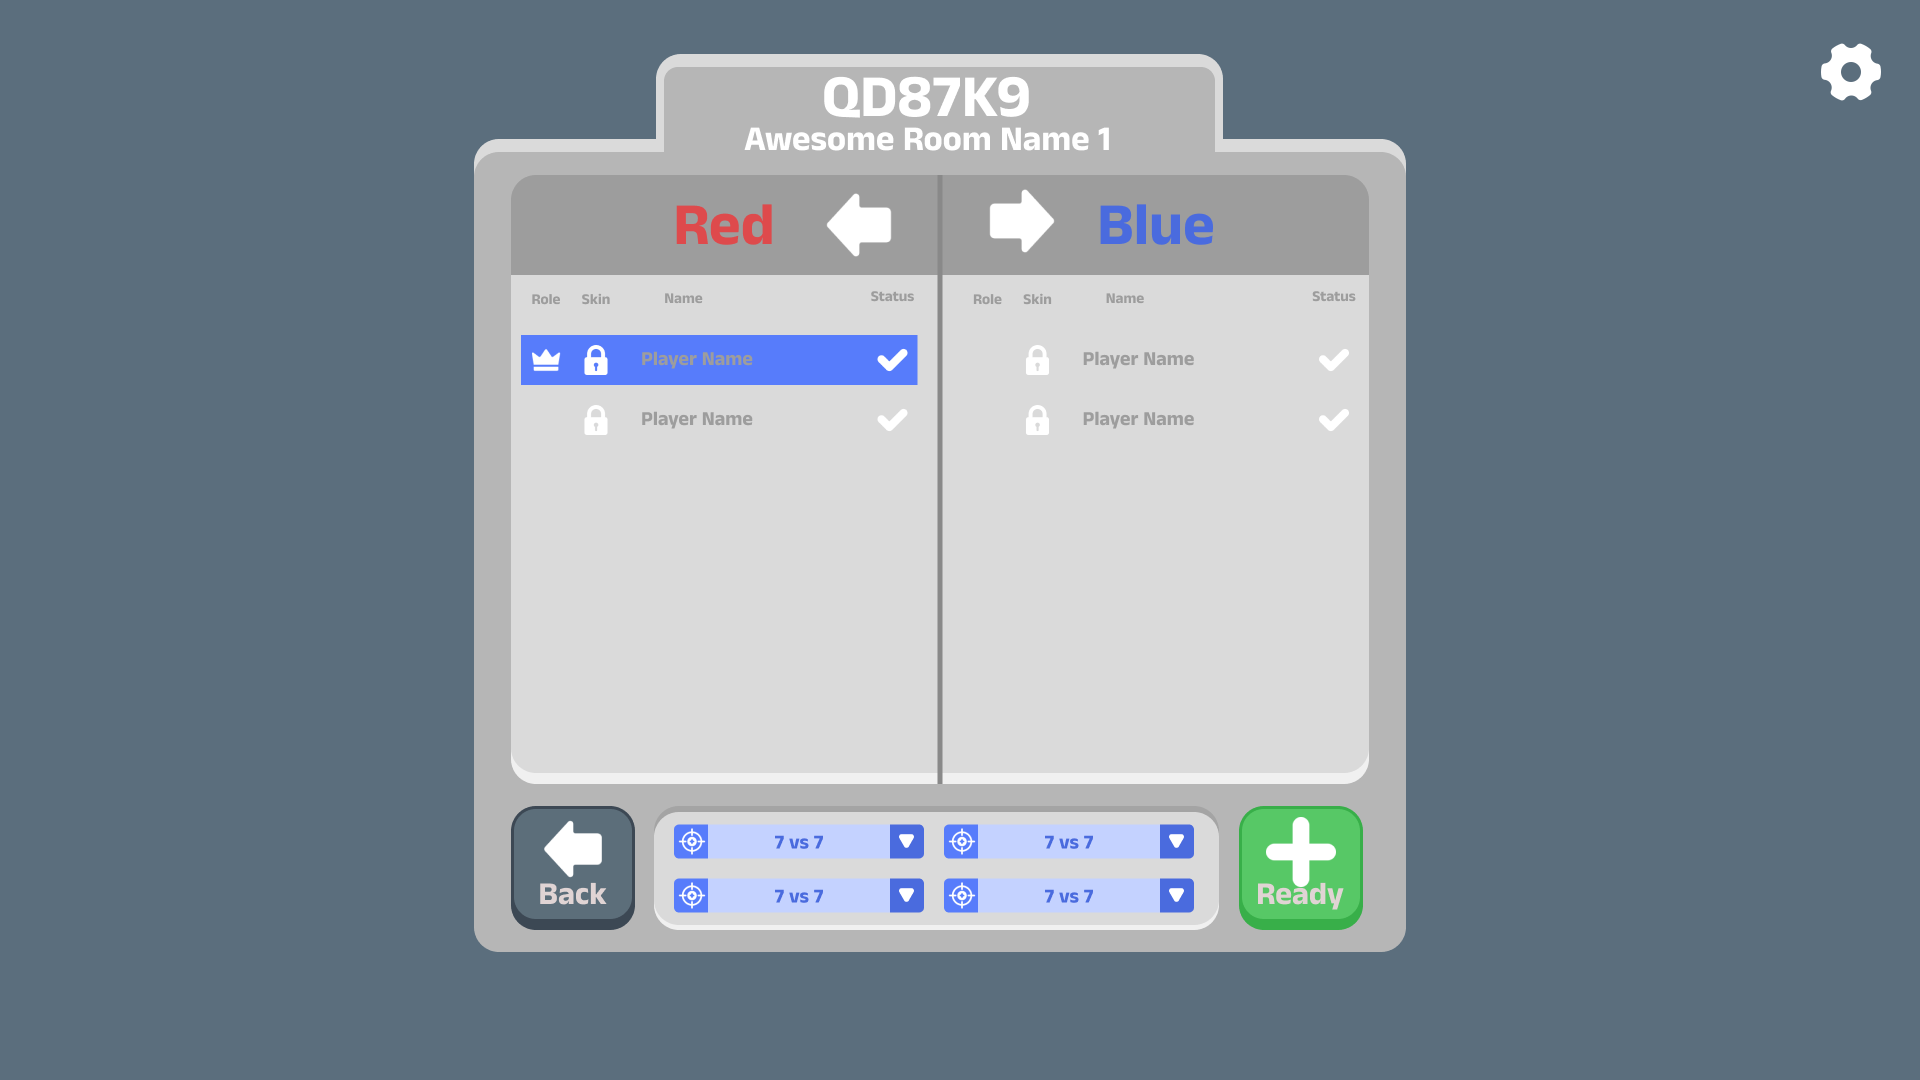 QD87K9
Awesome Room Name 1
Red
Blue
Role Skin Name Status
Role Skin Name Status
Player Name
Player Name
Player Name
Player Name
7 vs 7
7 vs 7
7 vs 7
7 vs 7
Back
Ready